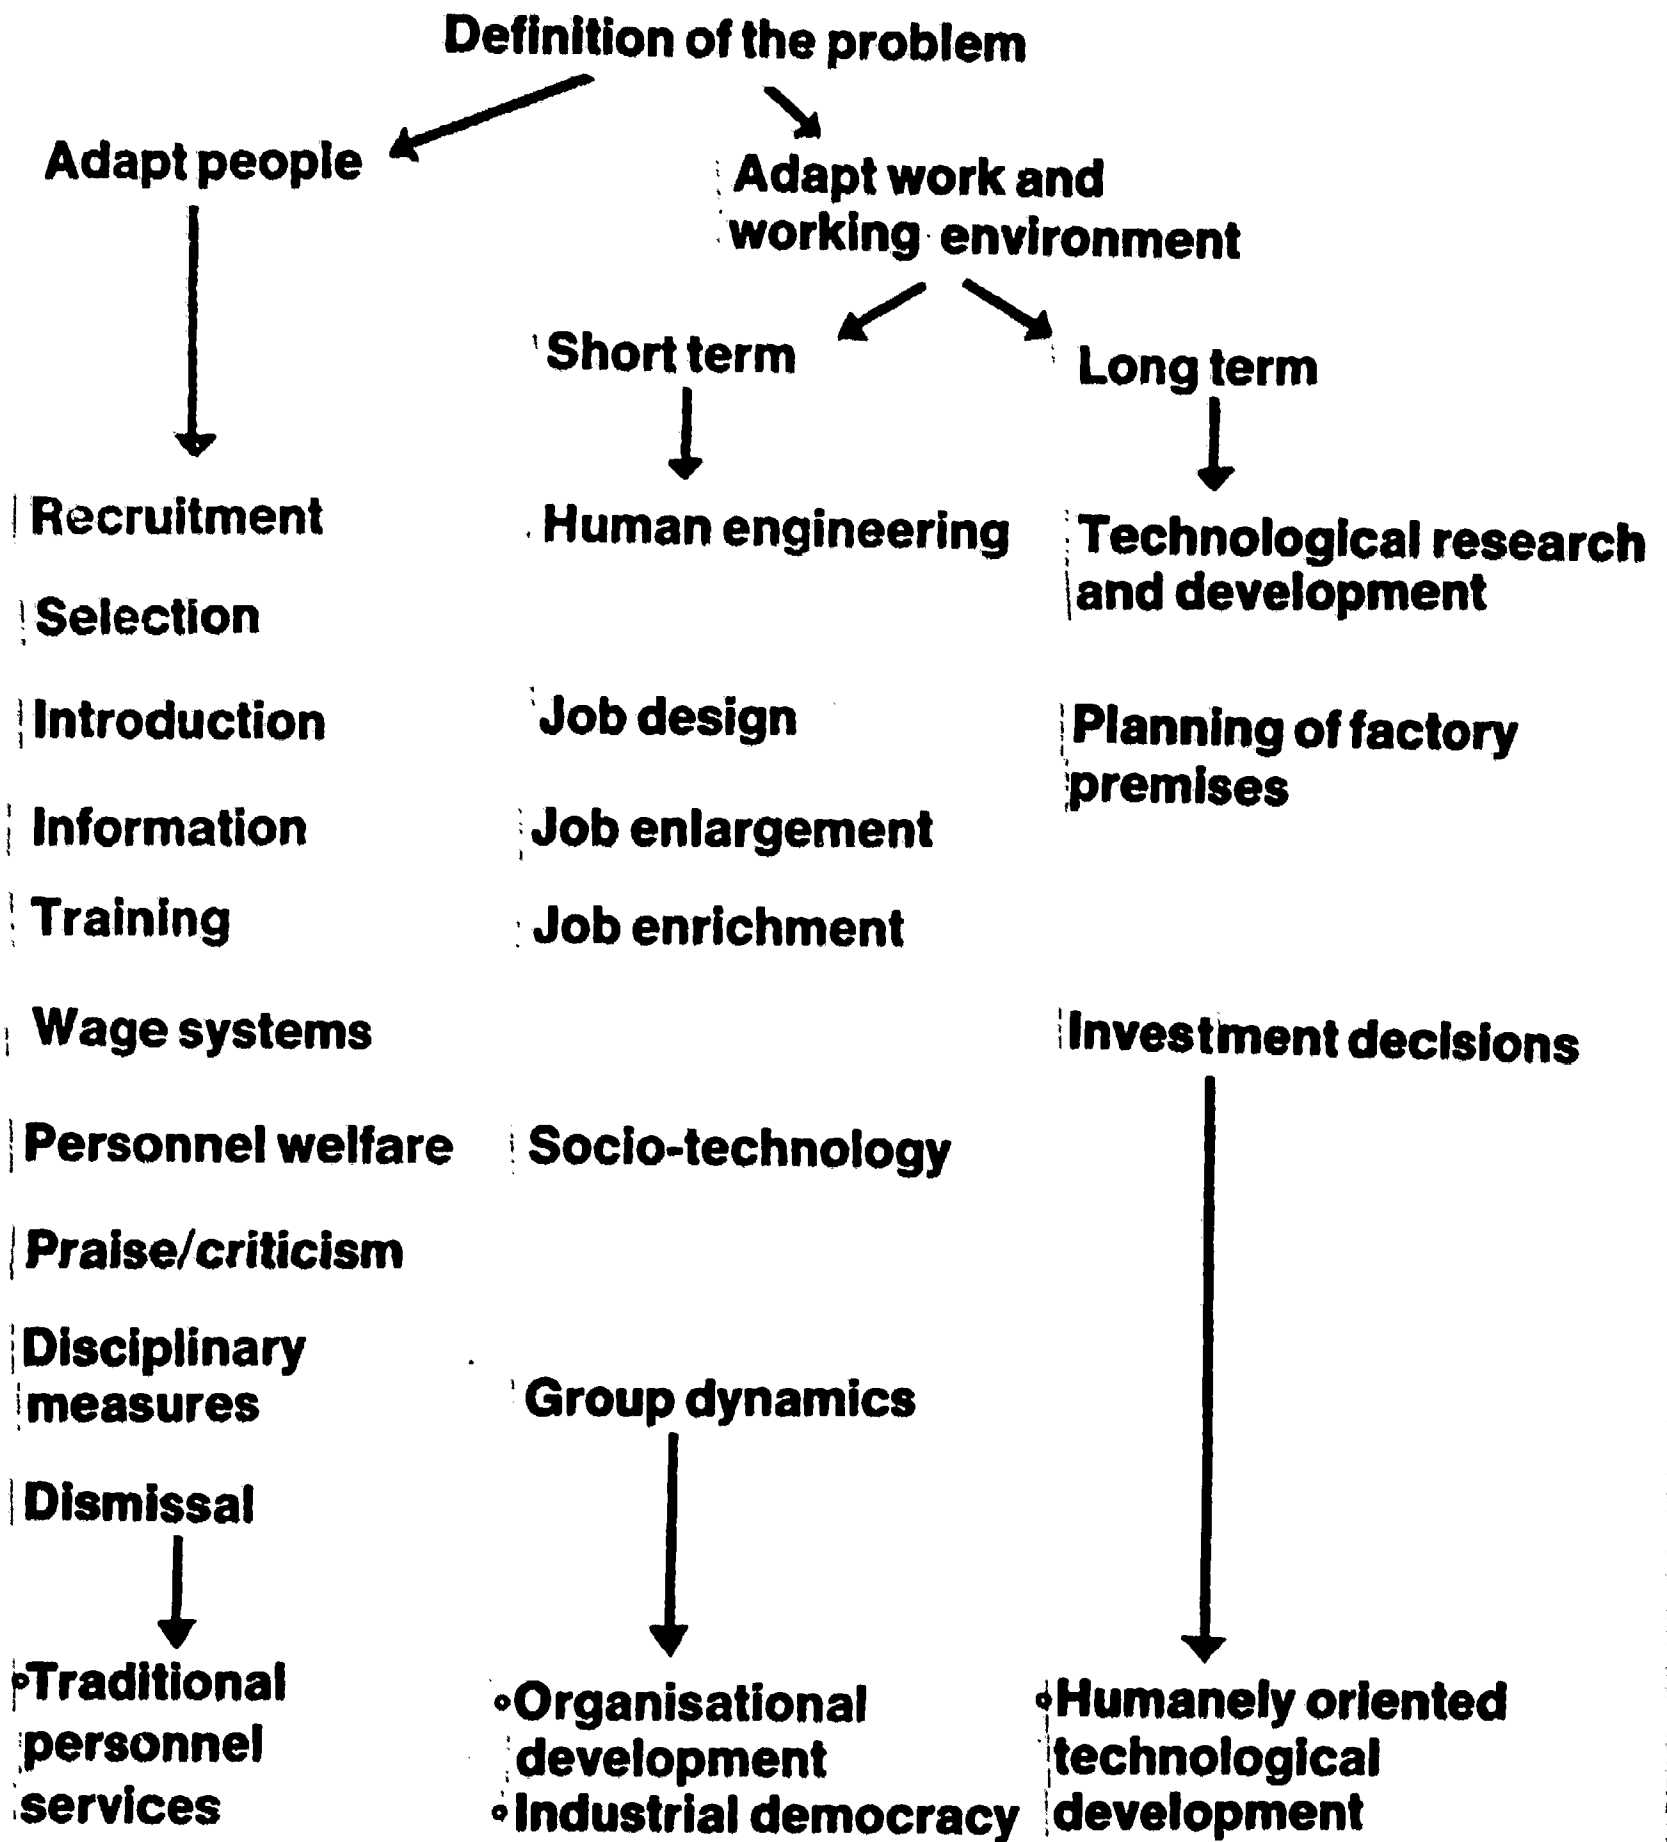 Definition of the problem
Adapt people
Adapt work and
working environment
Short term
Long term
Recruitment
Selection
Introduction
Information
Training
Wage systems
Personnel welfare
Praise/criticism
Disciplinary
measures
Dismissal
Traditional
personnel
services
Human engineering
Job design
Job enlargement
Job enrichment
Socio-technology
Group dynamics
Organisational
development
Industrial democracy
Technological research
and development
Planning of factory
premises
Investment decisions
Humanely oriented
technological
development